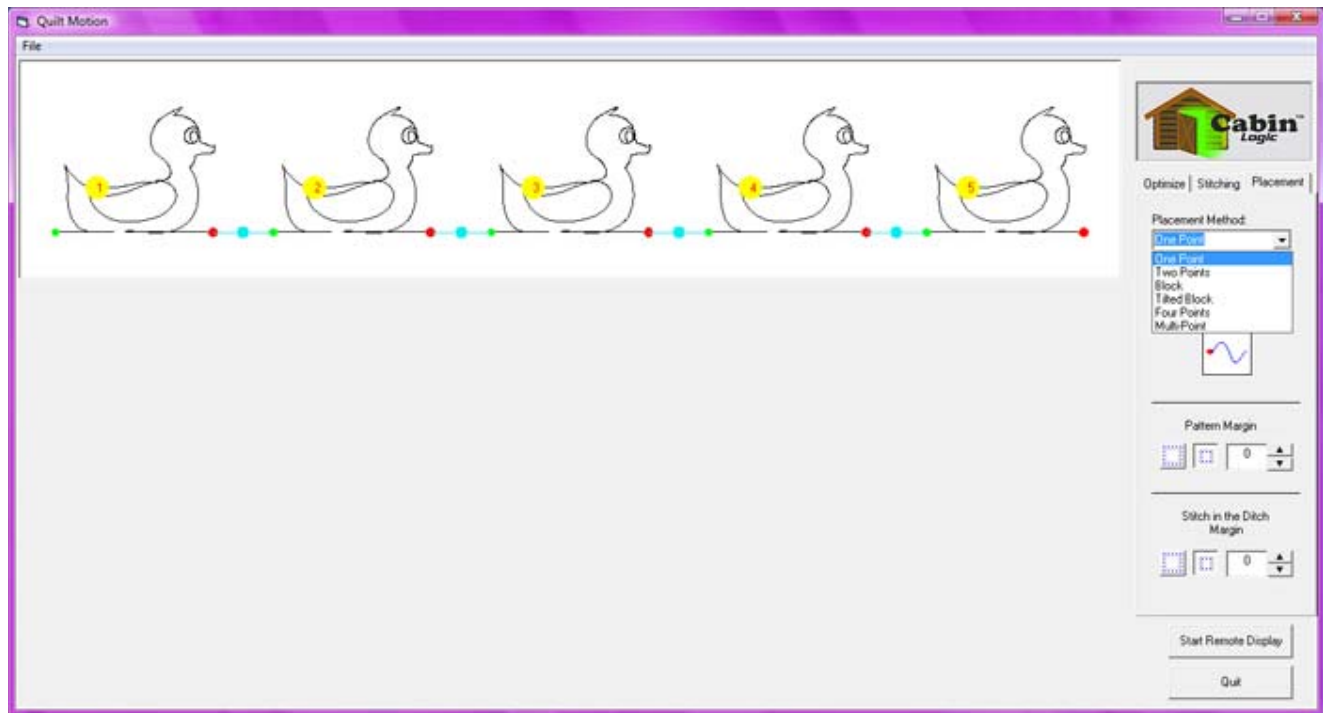 Quilt Motion
File
1 2 3 4 5
Cabin™
Logic
Optimize Stitching Placement
Placement Method:
One Point
One Point
Two Points
Block
Tilted Block
Four Points
Multi-Point
Pattern Margin
0
Stitch in the Ditch
Margin
0
Start Remote Display
Quit